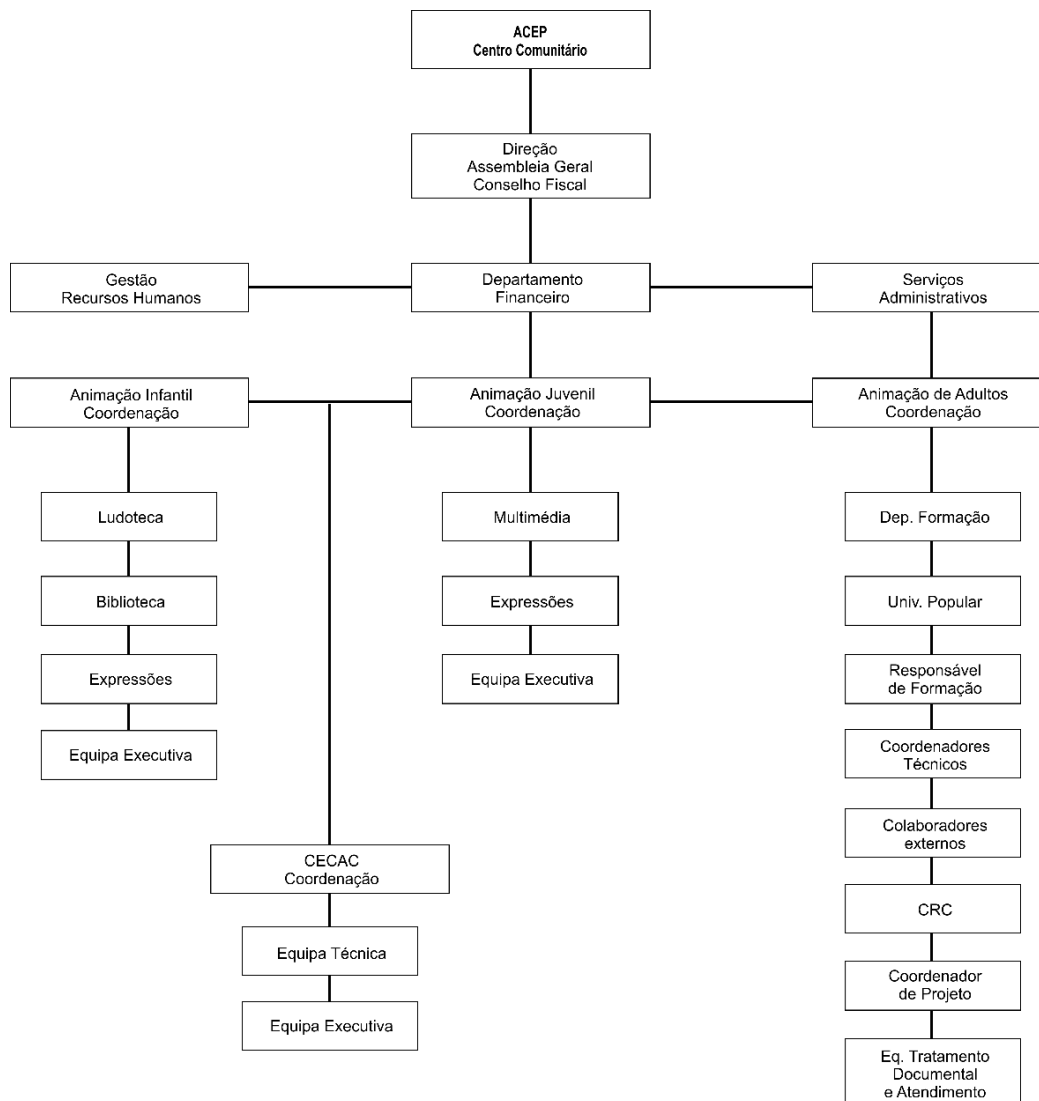 ACEP
Centro Comunitário
Direção
Assembleia Geral
Conselho Fiscal
Gestão
Recursos Humanos
Departamento
Financeiro
Serviços
Administrativos
Animação Infantil
Coordenação
Animação Juvenil
Coordenação
Animação de Adultos
Coordenação
Ludoteca
Multimédia
Dep. Formação
Biblioteca
Expressões
Univ. Popular
Expressões
Equipa Executiva
Responsável
de Formação
Equipa Executiva
Coordenadores
Técnicos
Colaboradores
externos
CECAC
Coordenação
CRC
Equipa Técnica
Coordenador
de Projeto
Equipa Executiva
Eq. Tratamento
Documental
e Atendimento